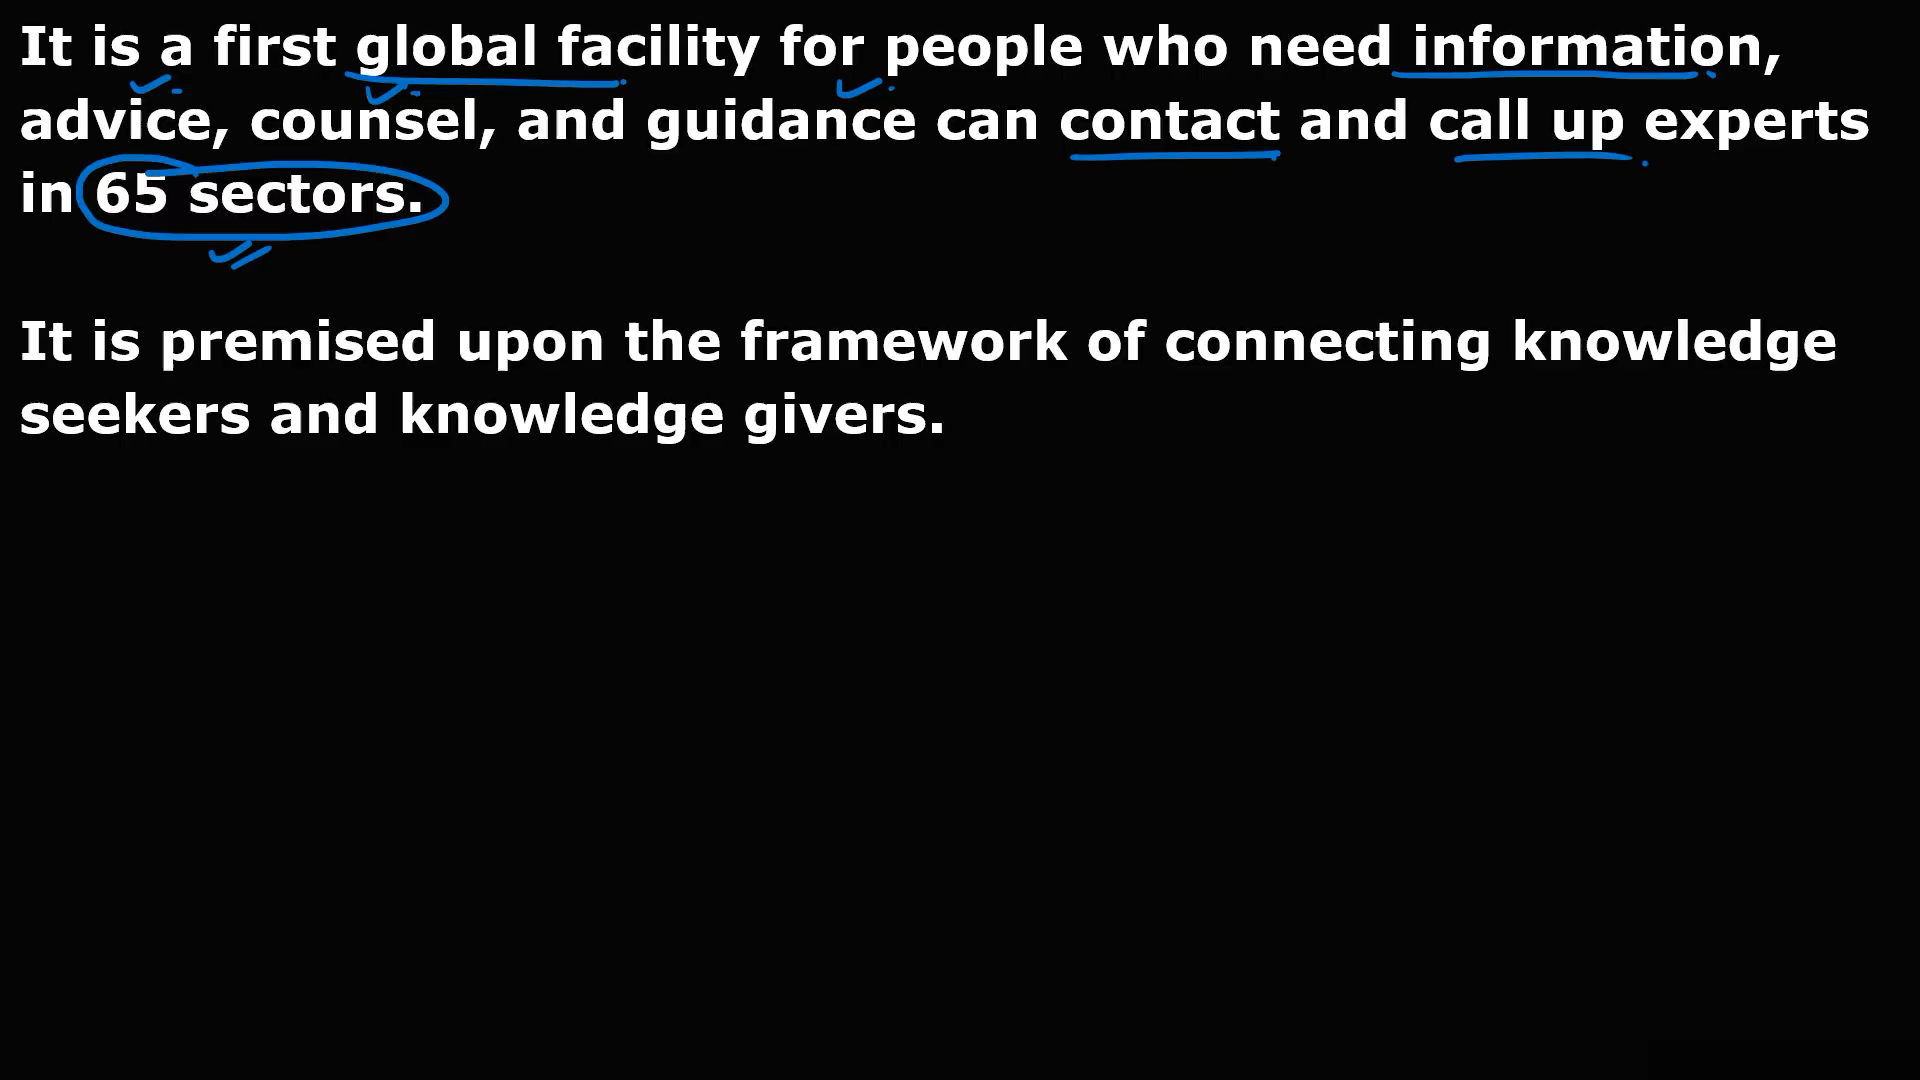 It is a first global facility for people who need information,
advice, counsel, and guidance can contact and call up experts
in 65 sectors.
It is premised upon the framework of connecting knowledge
seekers and knowledge givers.